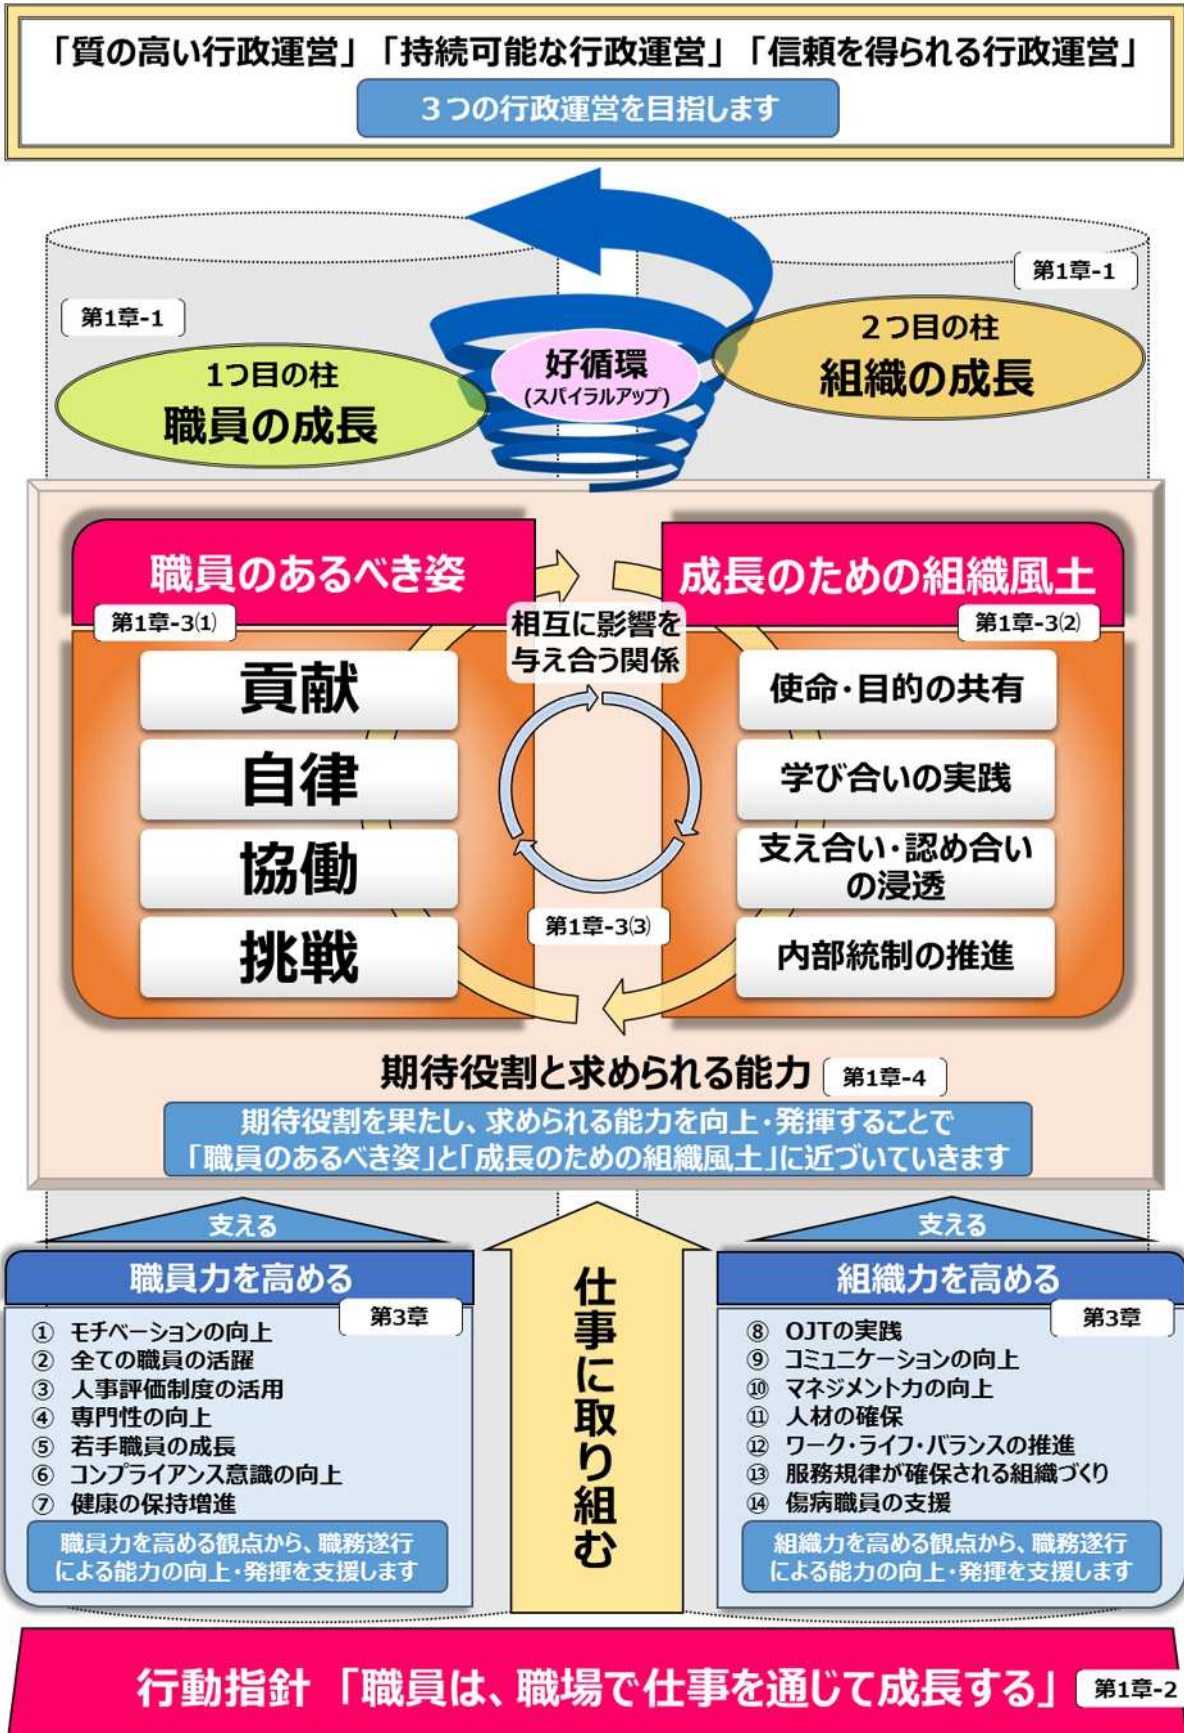 「質の高い行政運営」「持続可能な行政運営」「信頼を得られる行政運営」
3つの行政運営を目指します
第1章-1
1つ目の柱
職員の成長
好循環
(スパイラルアップ)
第1章-1
2つ目の柱
組織の成長
職員のあるべき姿
第1章-3⑴
貢献
自律
協働
挑戦
相互に影響を
与え合う関係
第1章-3⑶
成長のための組織風土
第1章-3⑵
使命・目的の共有
学び合いの実践
支え合い・認め合い
の浸透
内部統制の推進
期待役割と求められる能力
第1章-4
期待役割を果たし、求められる能力を向上・発揮することで
「職員のあるべき姿」と「成長のための組織風土」に近づいていきます
支える
職員力を高める
第3章
① モチベーションの向上
② 全ての職員の活躍
③ 人事評価制度の活用
④ 専門性の向上
⑤ 若手職員の成長
⑥ コンプライアンス意識の向上
⑦ 健康の保持増進
職員力を高める観点から、職務遂行
による能力の向上・発揮を支援します
仕事に取り組む
支える
組織力を高める
第3章
⑧ OJTの実践
⑨ コミュニケーションの向上
⑩ マネジメント力の向上
⑪ 人材の確保
⑫ ワーク・ライフ・バランスの推進
⑬ 服務規律が確保される組織づくり
⑭ 傷病職員の支援
組織力を高める観点から、職務遂行
による能力の向上・発揮を支援します
行動指針 「職員は、職場で仕事を通じて成長する」
第1章-2